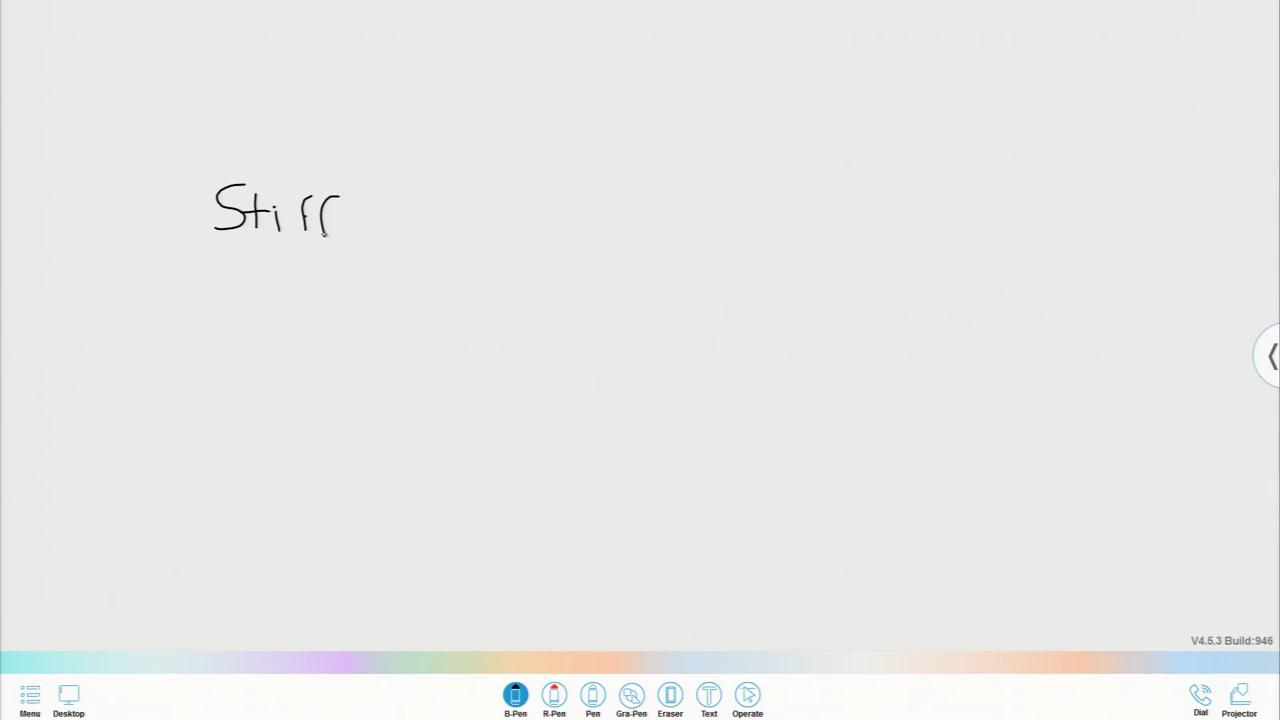 Stiff
V4.5.3 Build:946
Menu Desktop B-Pen R-Pen Pen Gra-Pen Eraser Text Operate Dial Projector